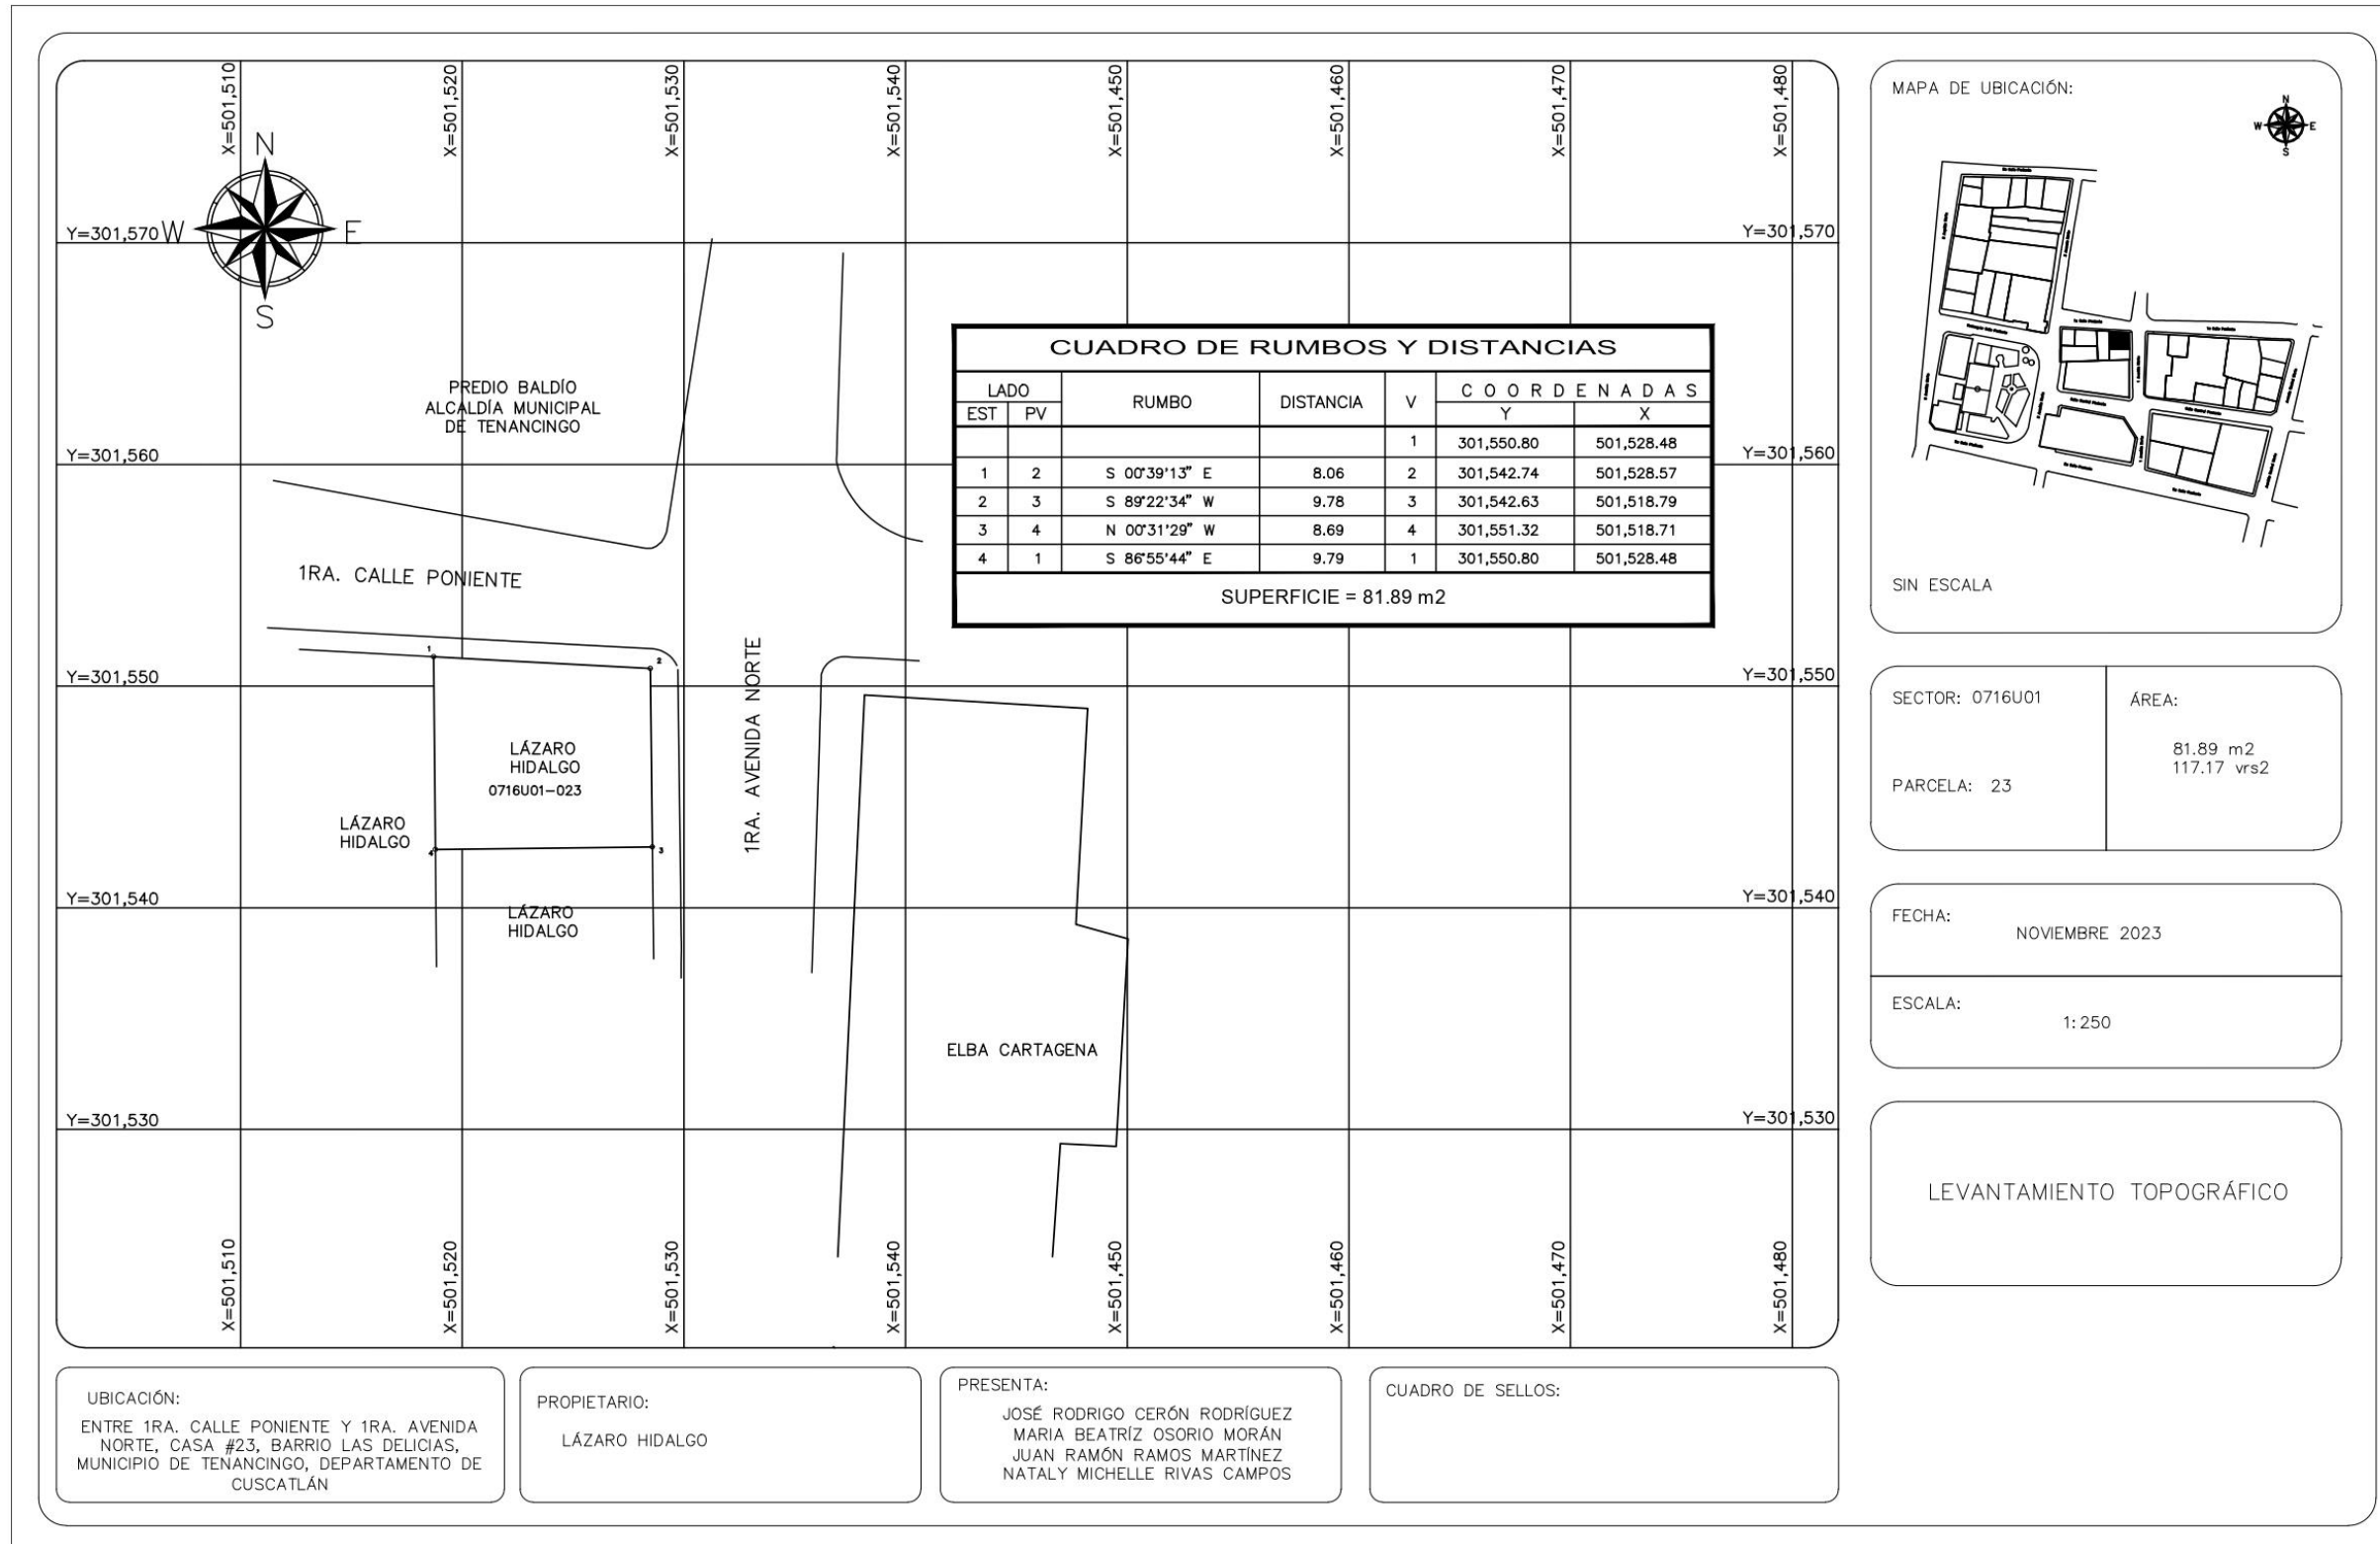 X=501,510
X=501,520
X=501,530
X=501,540
X=501,450
X=501,460
X=501,470
X=501,480
N
W
E
S
Y=301,570
Y=301,570
PREDIO BALDÍO
ALCALDÍA MUNICIPAL
DE TENANCINGO
Y=301,560
Y=301,560
CUADRO DE RUMBOS Y DISTANCIAS
LADO RUMBO DISTANCIA V COORDENADAS
EST PV Y X
1 301,550.80 501,528.48
1 2 S 00°39'13" E 8.06 2 301,542.74 501,528.57
2 3 S 89°22'34" W 9.78 3 301,542.63 501,518.79
3 4 N 00°31'29" W 8.69 4 301,551.32 501,518.71
4 1 S 86°55'44" E 9.79 1 301,550.80 501,528.48
SUPERFICIE = 81.89 m2
1RA. CALLE PONIENTE
1RA. AVENIDA NORTE
1
2
Y=301,550
Y=301,550
LÁZARO
HIDALGO
0716U01-023
LÁZARO
HIDALGO
4
3
Y=301,540
Y=301,540
LÁZARO
HIDALGO
ELBA CARTAGENA
Y=301,530
Y=301,530
X=501,510
X=501,520
X=501,530
X=501,540
X=501,450
X=501,460
X=501,470
X=501,480
MAPA DE UBICACIÓN:
N
W
E
S
SIN ESCALA
SECTOR: 0716U01
PARCELA: 23
ÁREA:
81.89 m2
117.17 vrs2
FECHA:
NOVIEMBRE 2023
ESCALA:
1:250
LEVANTAMIENTO TOPOGRÁFICO
UBICACIÓN:
ENTRE 1RA. CALLE PONIENTE Y 1RA. AVENIDA
NORTE, CASA #23, BARRIO LAS DELICIAS,
MUNICIPIO DE TENANCINGO, DEPARTAMENTO DE
CUSCATLÁN
PROPIETARIO:
LÁZARO HIDALGO
PRESENTA:
JOSÉ RODRIGO CERÓN RODRÍGUEZ
MARIA BEATRÍZ OSORIO MORÁN
JUAN RAMÓN RAMOS MARTÍNEZ
NATALY MICHELLE RIVAS CAMPOS
CUADRO DE SELLOS: